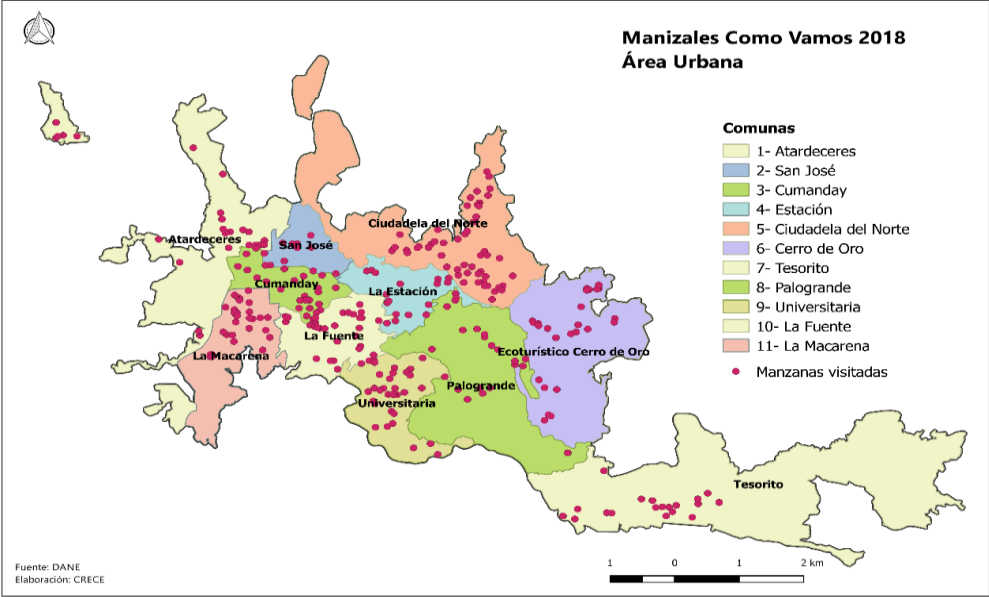 Manizales Como Vamos 2018
Área Urbana
Comunas
1- Atardeceres
2- San José
3- Cumanday
4- Estación
5- Ciudadela del Norte
6- Cerro de Oro
7- Tesorito
8- Palogrande
9- Universitaria
10- La Fuente
11- La Macarena
Manzanas visitadas
Ciudadela del Norte
Atardeceres
San José
Cumanday
La Estación
La Fuente
La Macarena
Ecoturístico Cerro de Oro
Palogrande
Universitaria
Tesorito
1 0 1 2 km
Fuente: DANE
Elaboración: CRECE